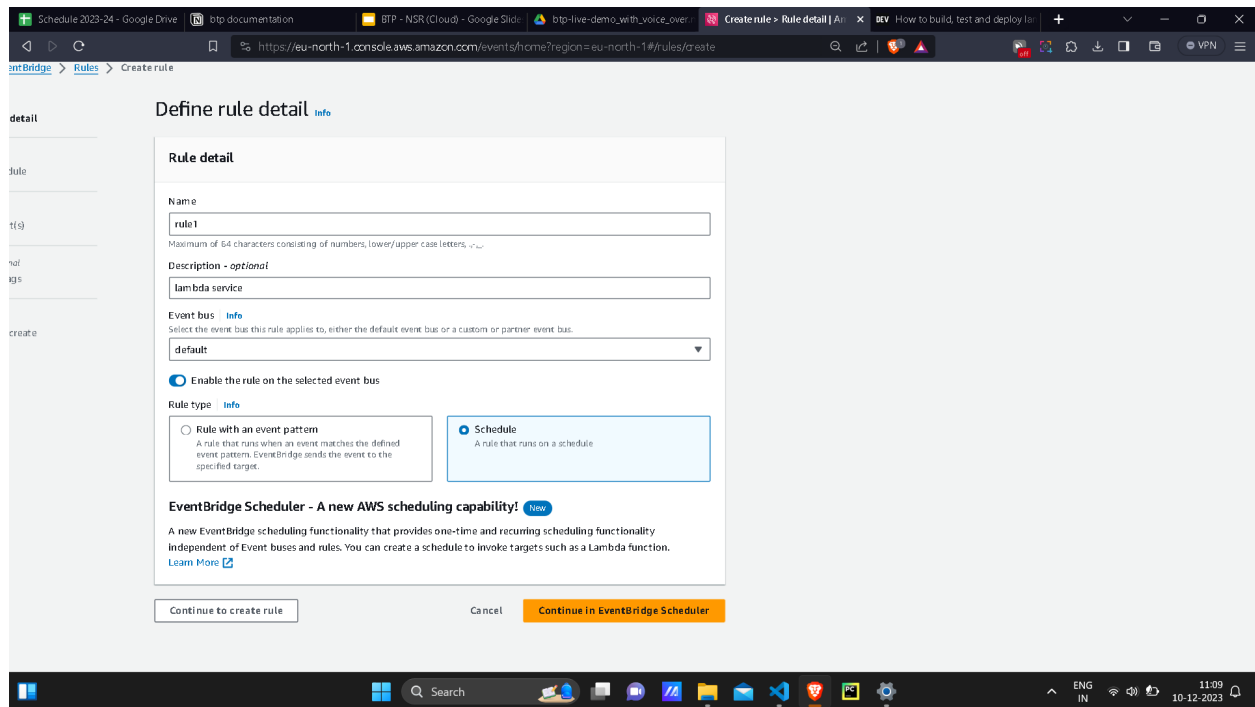 Schedule 2023-24 - Google Drive
btp documentation
BTP - NSR (Cloud) - Google Slide
btp-live-demo_with_voice_over.r
Create rule > Rule detail | Am
DEV How to build, test and deploy lar
https://eu-north-1.console.aws.amazon.com/events/home?region=eu-north-1#/rules/create
off
VPN
entBridge > Rules > Create rule
detail
dule
t(s)
nal
ags
create
Define rule detail Info
Rule detail
Name
rule1
Maximum of 64 characters consisting of numbers, lower/upper case letters, .,-,_.
Description - optional
lambda service
Event bus Info
Select the event bus this rule applies to, either the default event bus or a custom or partner event bus.
default
Enable the rule on the selected event bus
Rule type Info
Rule with an event pattern
A rule that runs when an event matches the defined
event pattern. EventBridge sends the event to the
specified target.
Schedule
A rule that runs on a schedule
EventBridge Scheduler - A new AWS scheduling capability! New
A new EventBridge scheduling functionality that provides one-time and recurring scheduling functionality
independent of Event buses and rules. You can create a schedule to invoke targets such as a Lambda function.
Learn More
Continue to create rule
Cancel
Continue in EventBridge Scheduler
Search
PC
ENG
IN
11:09
10-12-2023